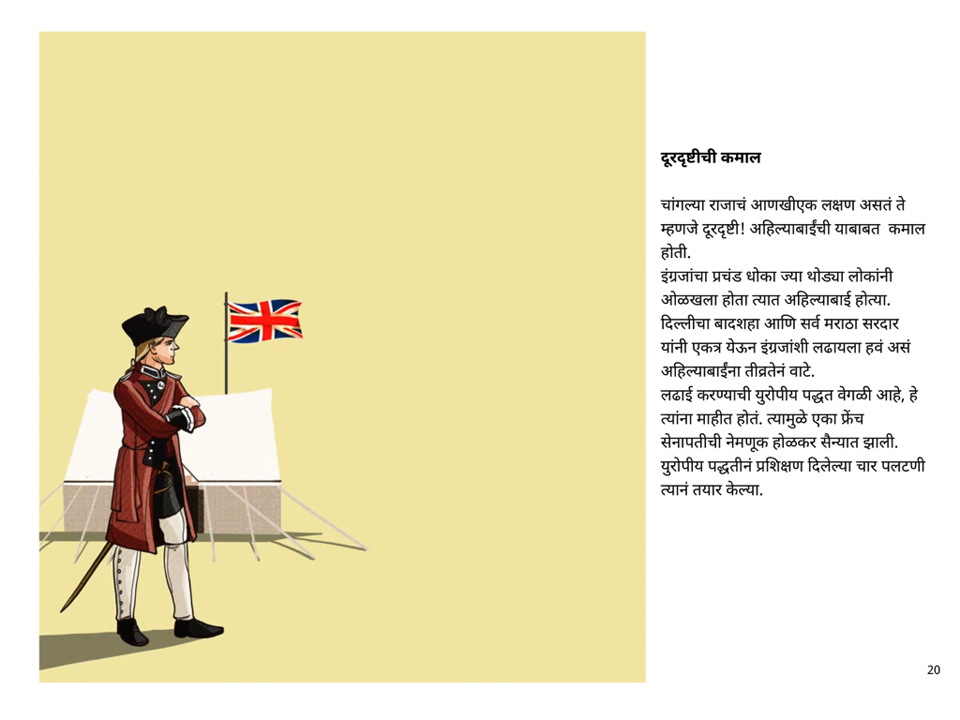 दूरदृष्टीची कमाल
चांगल्या राजाचं आणखीएक लक्षण असतं ते
म्हणजे दूरदृष्टी! अहिल्याबाईंची याबाबत  कमाल
होती.
इंग्रजांचा प्रचंड धोका ज्या थोड्या लोकांनी
ओळखला होता त्यात अहिल्याबाई होत्या.
दिल्लीचा बादशहा आणि सर्व मराठा सरदार
यांनी एकत्र येऊन इंग्रजांशी लढायला हवं असं
अहिल्याबाईंना तीव्रतेनं वाटे.
लढाई करण्याची युरोपीय पद्धत वेगळी आहे, हे
त्यांना माहीत होतं. त्यामुळे एका फ्रेंच
सेनापतीची नेमणूक होळकर सैन्यात झाली.
युरोपीय पद्धतीनं प्रशिक्षण दिलेल्या चार पलटणी
त्यानं तयार केल्या.
20